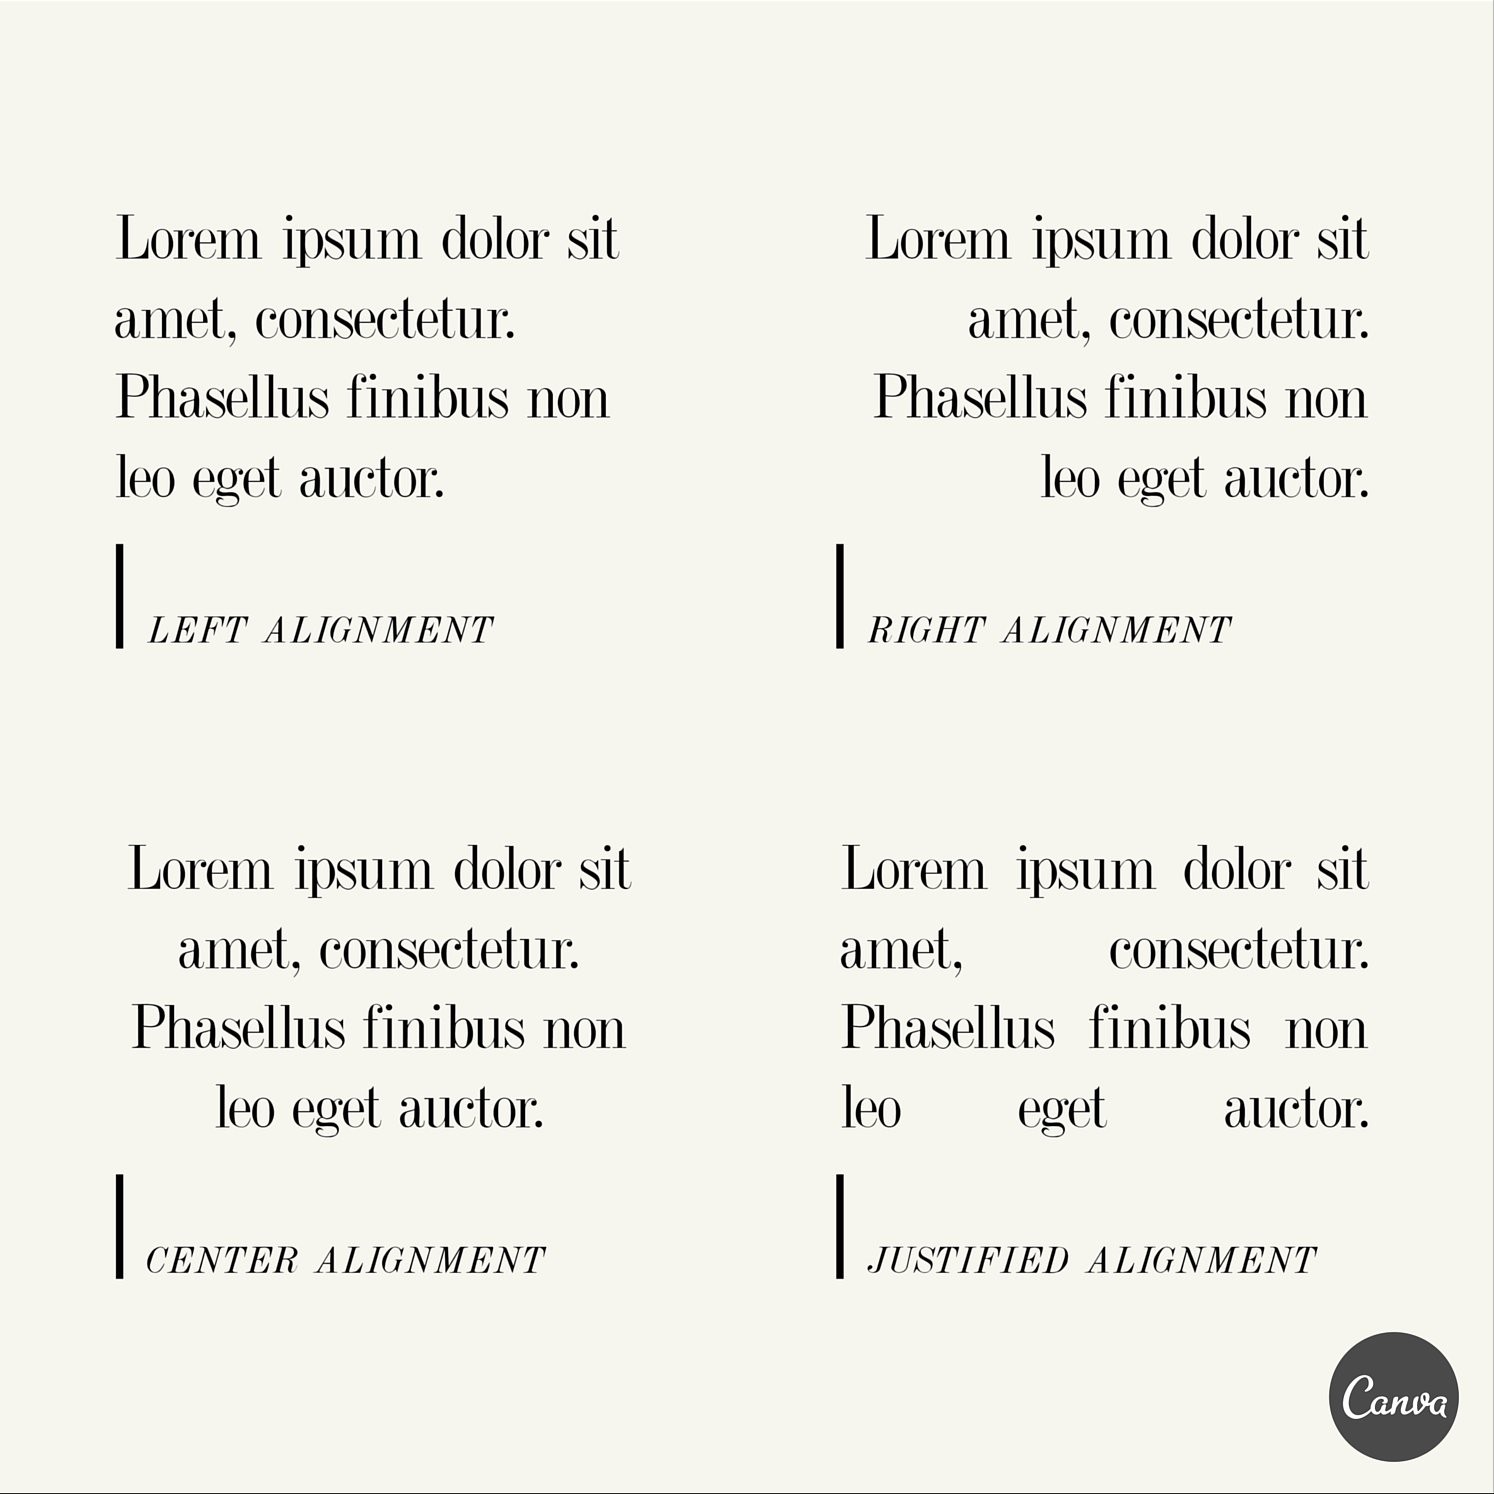 Lorem ipsum dolor sit
amet, consectetur.
Phasellus finibus non
leo eget auctor.
LEFT ALIGNMENT
Lorem ipsum dolor sit
amet, consectetur.
Phasellus finibus non
leo eget auctor.
RIGHT ALIGNMENT
Lorem ipsum dolor sit
amet, consectetur.
Phasellus finibus non
leo eget auctor.
CENTER ALIGNMENT
Lorem ipsum dolor sit
amet, consectetur.
Phasellus finibus non
leo eget auctor.
JUSTIFIED ALIGNMENT
Canva